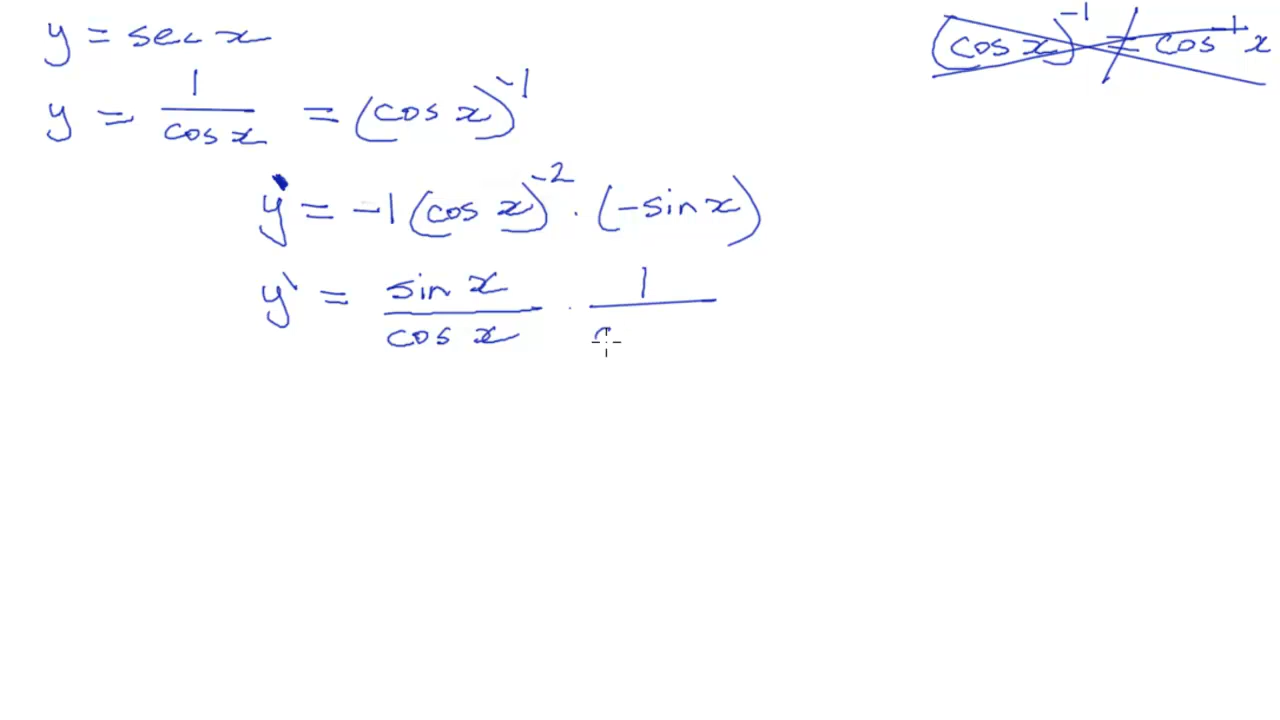 y = sec x
(cos x)^-1 ≠ cos^-1 x
y = 1/cos x = (cos x)^-1
y' = -1 (cos x)^-2 · (-sin x)
y' = sin x/cos x · 1/